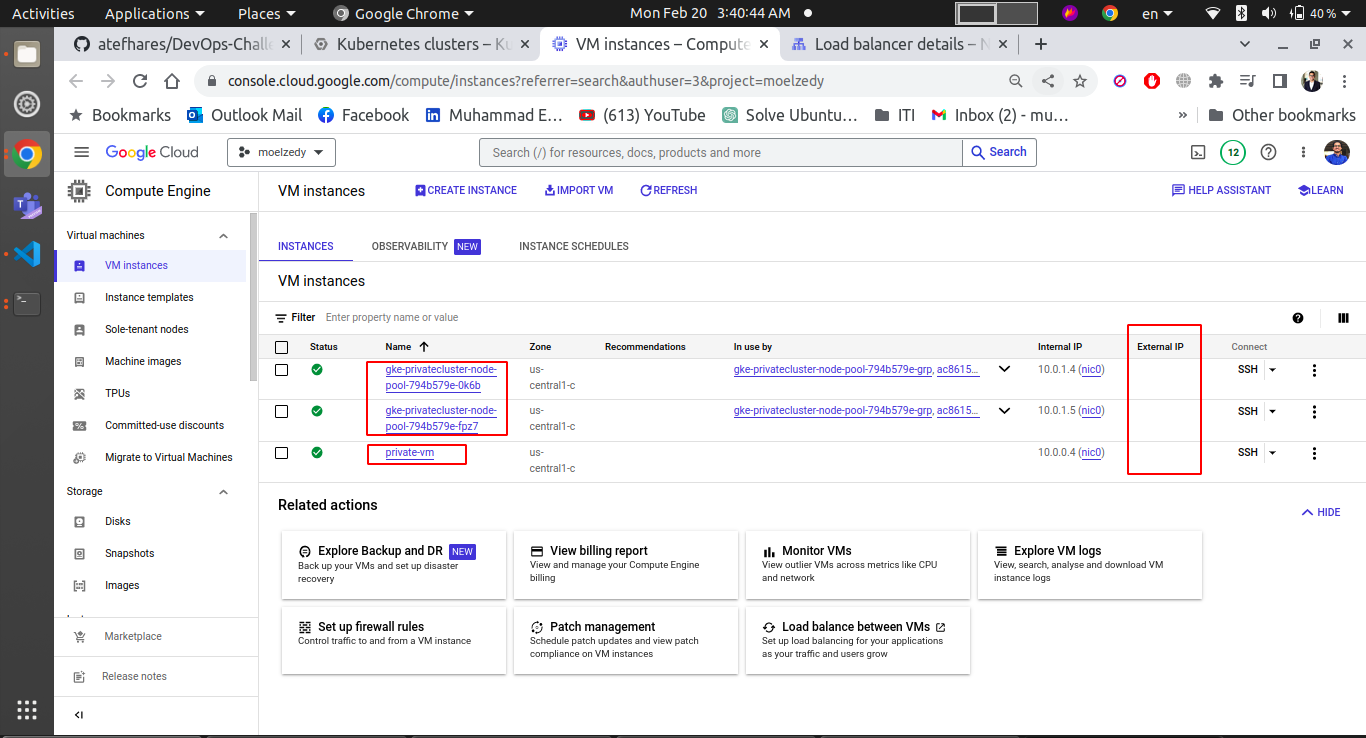 Activities
Applications
Places
Google Chrome
Mon Feb 20 3:40:44 AM
en
40 %
atefhares/DevOps-Challe
Kubernetes clusters – Ku
VM instances – Compute
Load balancer details – N
console.cloud.google.com/compute/instances?referrer=search&authuser=3&project=moelzedy
Bookmarks
Outlook Mail
Facebook
Muhammad E…
(613) YouTube
Solve Ubuntu…
ITI
Inbox (2) - mu…
»
Other bookmarks
Google Cloud
moelzedy
Search (/) for resources, docs, products and more
Search
12
Compute Engine
VM instances
CREATE INSTANCE
IMPORT VM
REFRESH
HELP ASSISTANT
LEARN
Virtual machines
VM instances
Instance templates
Sole-tenant nodes
Machine images
TPUs
Committed-use discounts
Migrate to Virtual Machines
Storage
Disks
Snapshots
Images
Marketplace
Release notes
INSTANCES
OBSERVABILITY NEW
INSTANCE SCHEDULES
VM instances
Filter Enter property name or value
Status Name Zone Recommendations In use by Internal IP External IP Connect
gke-privatecluster-node- us- gke-privatecluster-node-pool-794b579e-grp, ac8615… 10.0.1.4 (nic0) SSH
pool-794b579e-0k6b central1-c
gke-privatecluster-node- us- gke-privatecluster-node-pool-794b579e-grp, ac8615… 10.0.1.5 (nic0) SSH
pool-794b579e-fpz7 central1-c
private-vm us- 10.0.0.4 (nic0) SSH
central1-c
Related actions
HIDE
Explore Backup and DR NEW
Back up your VMs and set up disaster
recovery
View billing report
View and manage your Compute Engine
billing
Monitor VMs
View outlier VMs across metrics like CPU
and network
Explore VM logs
View, search, analyse and download VM
instance logs
Set up firewall rules
Control traffic to and from a VM instance
Patch management
Schedule patch updates and view patch
compliance on VM instances
Load balance between VMs
Set up load balancing for your applications
as your traffic and users grow